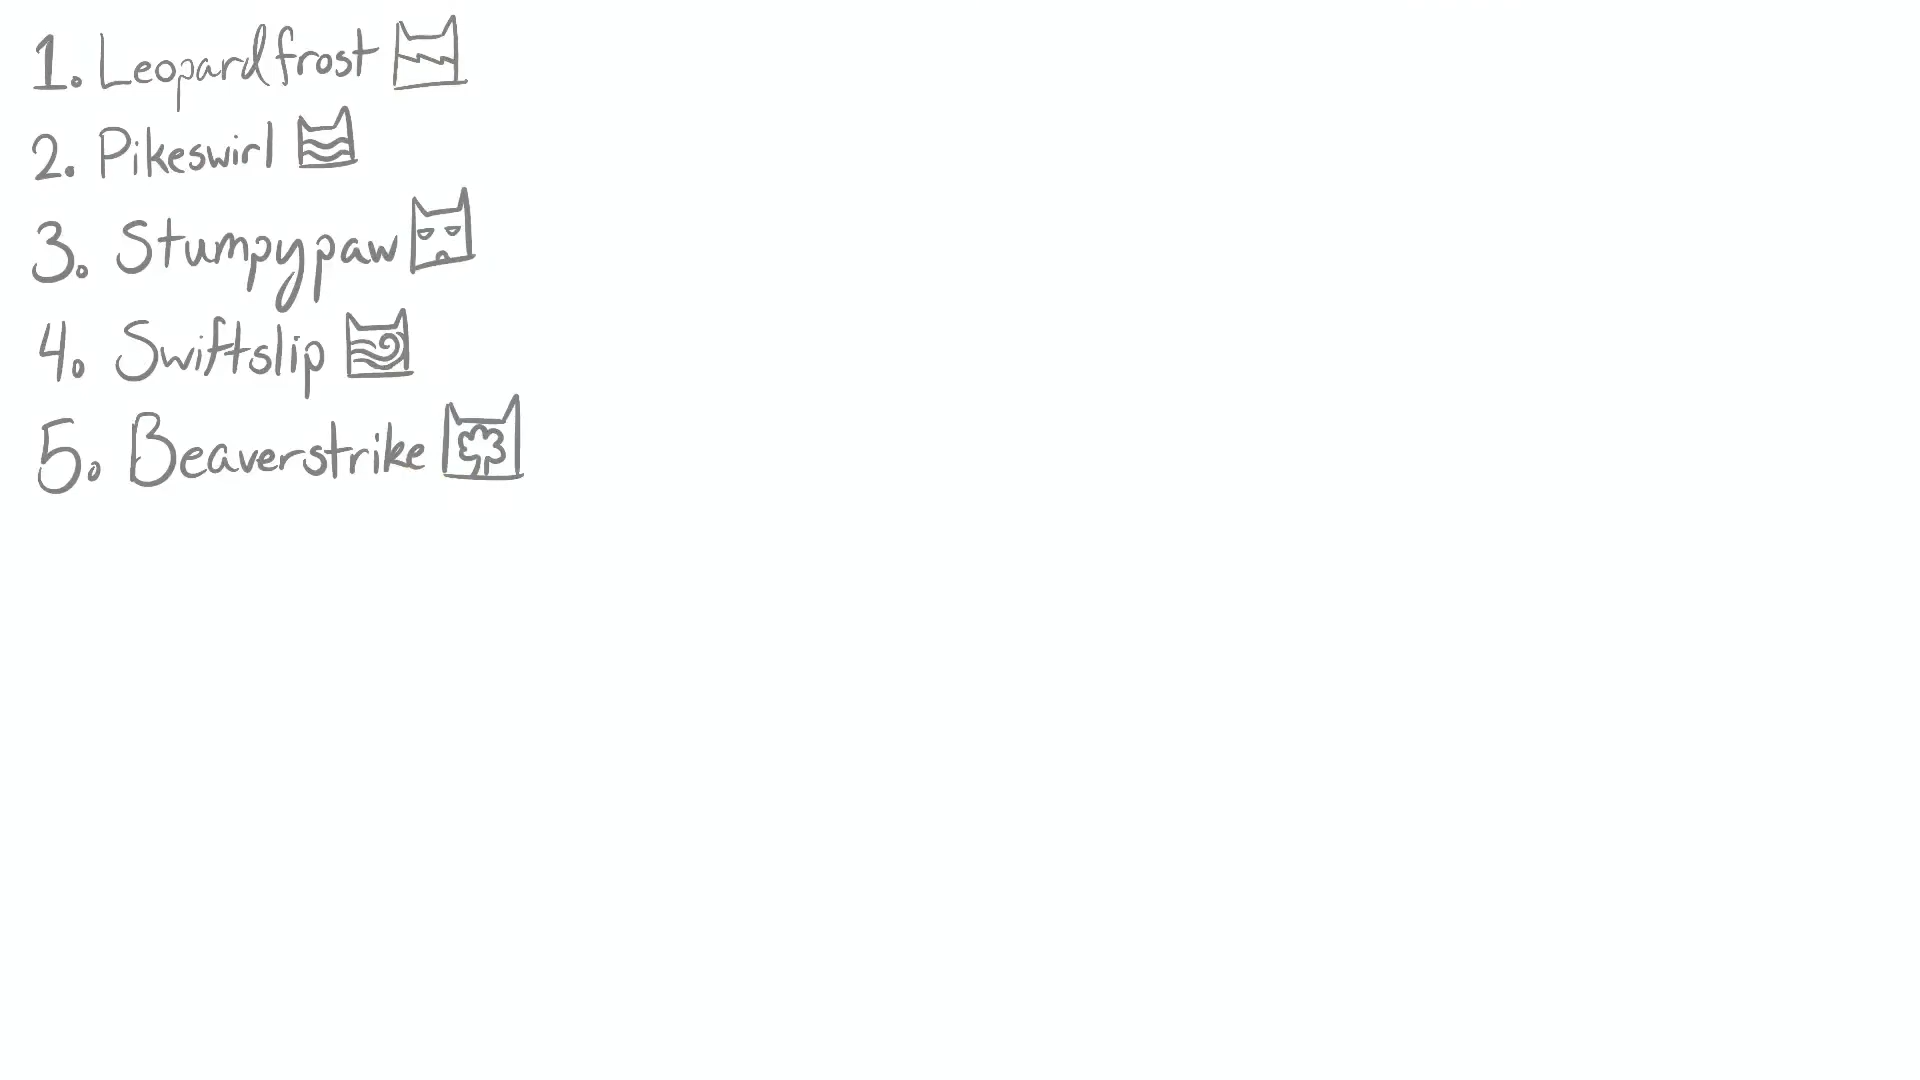 1. Leopardfrost
2. Pikeswirl
3. Stumpypaw
4. Swiftslip
5. Beaverstrike